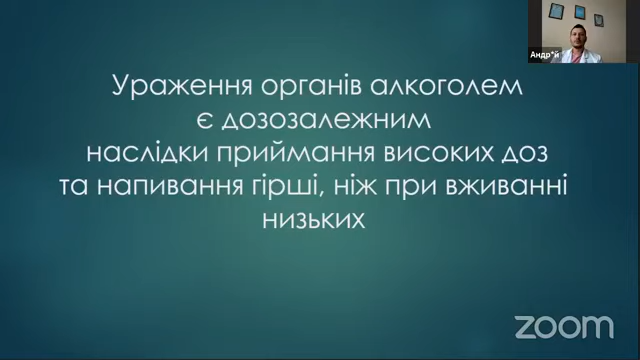 Андр*й
Ураження органів алкоголем
є дозозалежним
наслідки приймання високих доз
та напивання гірші, ніж при вживанні
низьких
zoom